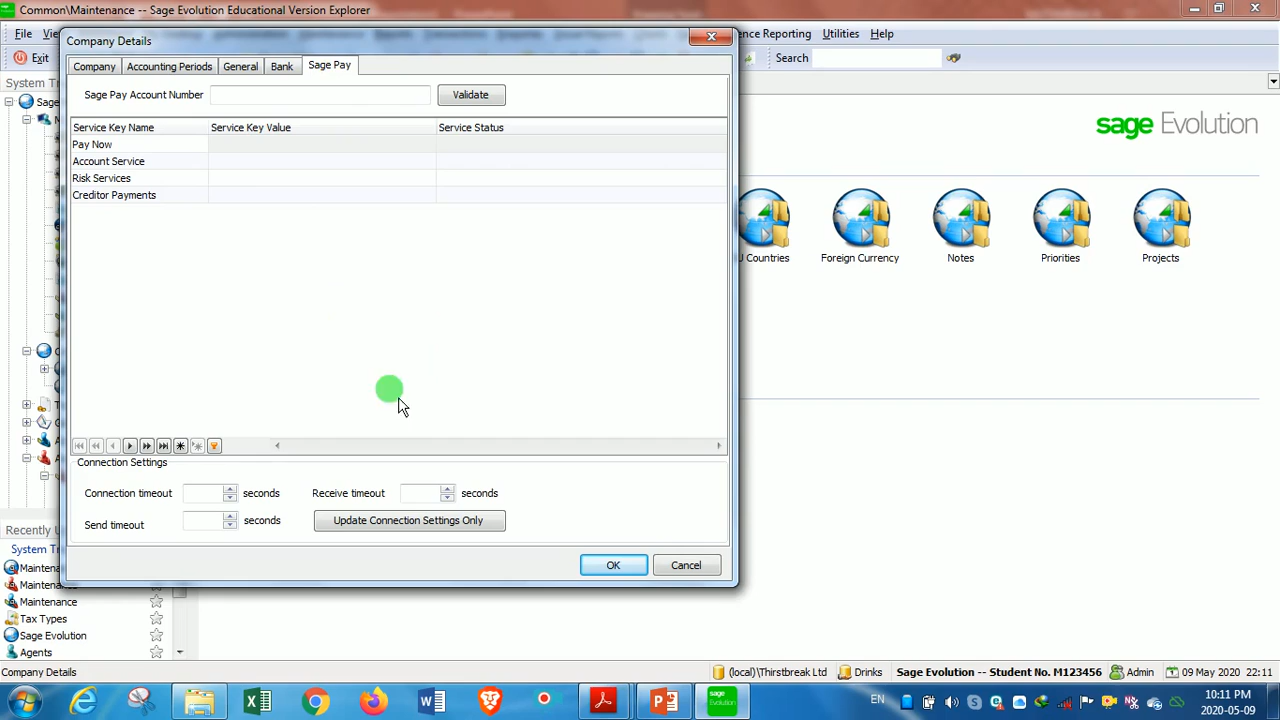 Common\Maintenance -- Sage Evolution Educational Version Explorer
File
nce Reporting Utilities Help
Company Details
Exit
Search
System Tr
Company Accounting Periods General Bank Sage Pay
Sage Pay Account Number Validate
Sage
Service Key Name Service Key Value Service Status
Pay Now
Account Service
Risk Services
Creditor Payments
sage Evolution
Countries Foreign Currency Notes Priorities Projects
Connection Settings
Connection timeout seconds Receive timeout seconds
Send timeout seconds Update Connection Settings Only
OK Cancel
Recently U
System Tr
Maintena
Maintenance
Maintenance
Tax Types
Sage Evolution
Agents
Company Details (local)\Thirstbreak Ltd Drinks Sage Evolution -- Student No. M123456 Admin 09 May 2020 22:11
EN
10:11 PM
2020-05-09